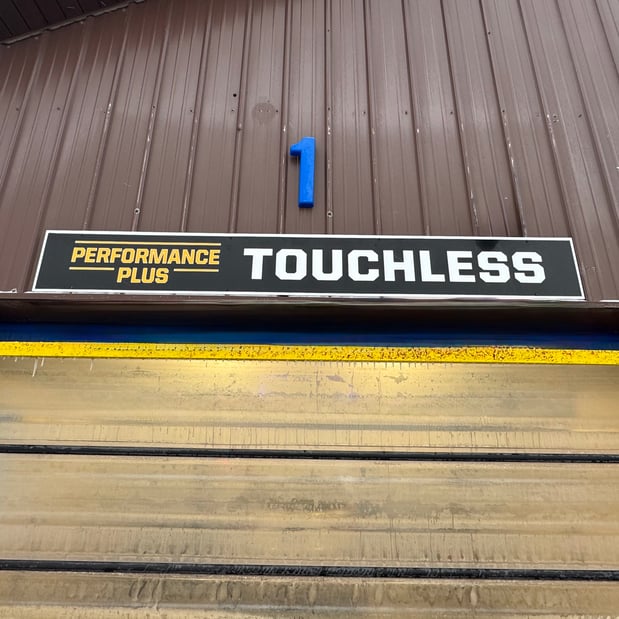 1
PERFORMANCE
PLUS
TOUCHLESS